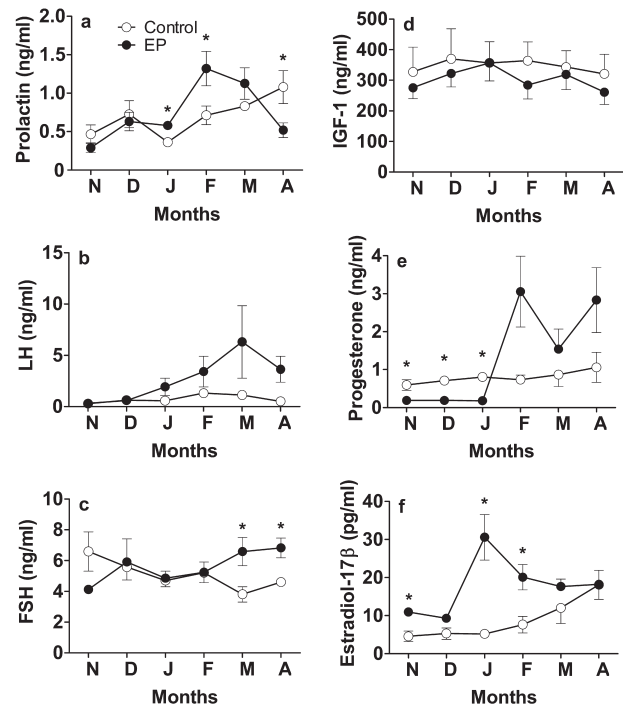 a
Control
EP
Prolactin (ng/ml)
2.0
1.5
1.0
0.5
0
*
*
*
N D J F M A
Months
d
IGF-1 (ng/ml)
500
400
300
200
100
0
N D J F M A
Months
b
LH (ng/ml)
15
10
5
0
N D J F M A
Months
e
Progesterone (ng/ml)
4
3
2
1
0
* * *
N D J F M A
Months
c
FSH (ng/ml)
10
8
6
4
2
0
* *
N D J F M A
Months
f
Estradiol-17β (pg/ml)
40
30
20
10
0
*
*
*
N D J F M A
Months